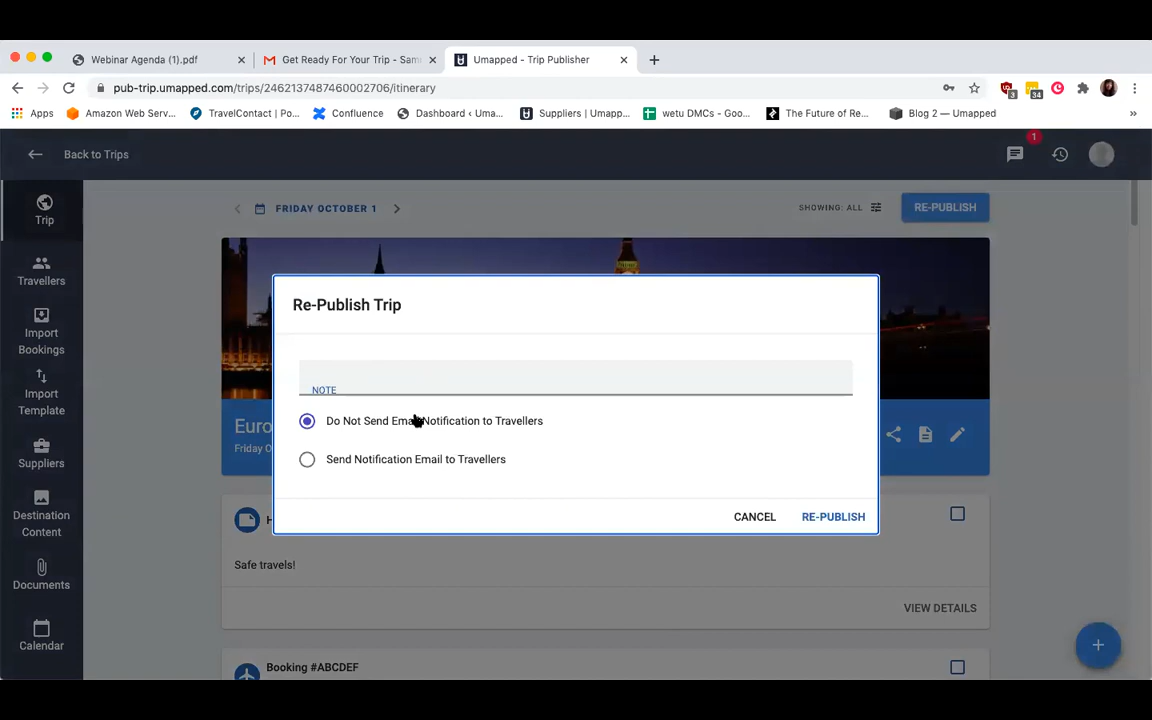 Webinar Agenda (1).pdf
Get Ready For Your Trip - Sam
Umapped - Trip Publisher
pub-trip.umapped.com/trips/2462137487460002706/itinerary
3
34
Apps
Amazon Web Serv...
TravelContact | Po...
Confluence
Dashboard ‹ Uma...
Suppliers | Umapp...
wetu DMCs - Goo...
The Future of Re...
Blog 2 — Umapped
»
Back to Trips
1
Trip
FRIDAY OCTOBER 1
SHOWING: ALL
RE-PUBLISH
Travellers
Import
Bookings
Import
Template
Suppliers
Destination
Content
Documents
Calendar
Re-Publish Trip
NOTE
Do Not Send Email Notification to Travellers
Send Notification Email to Travellers
CANCEL
RE-PUBLISH
Euro
Friday O
H
Safe travels!
VIEW DETAILS
Booking #ABCDEF